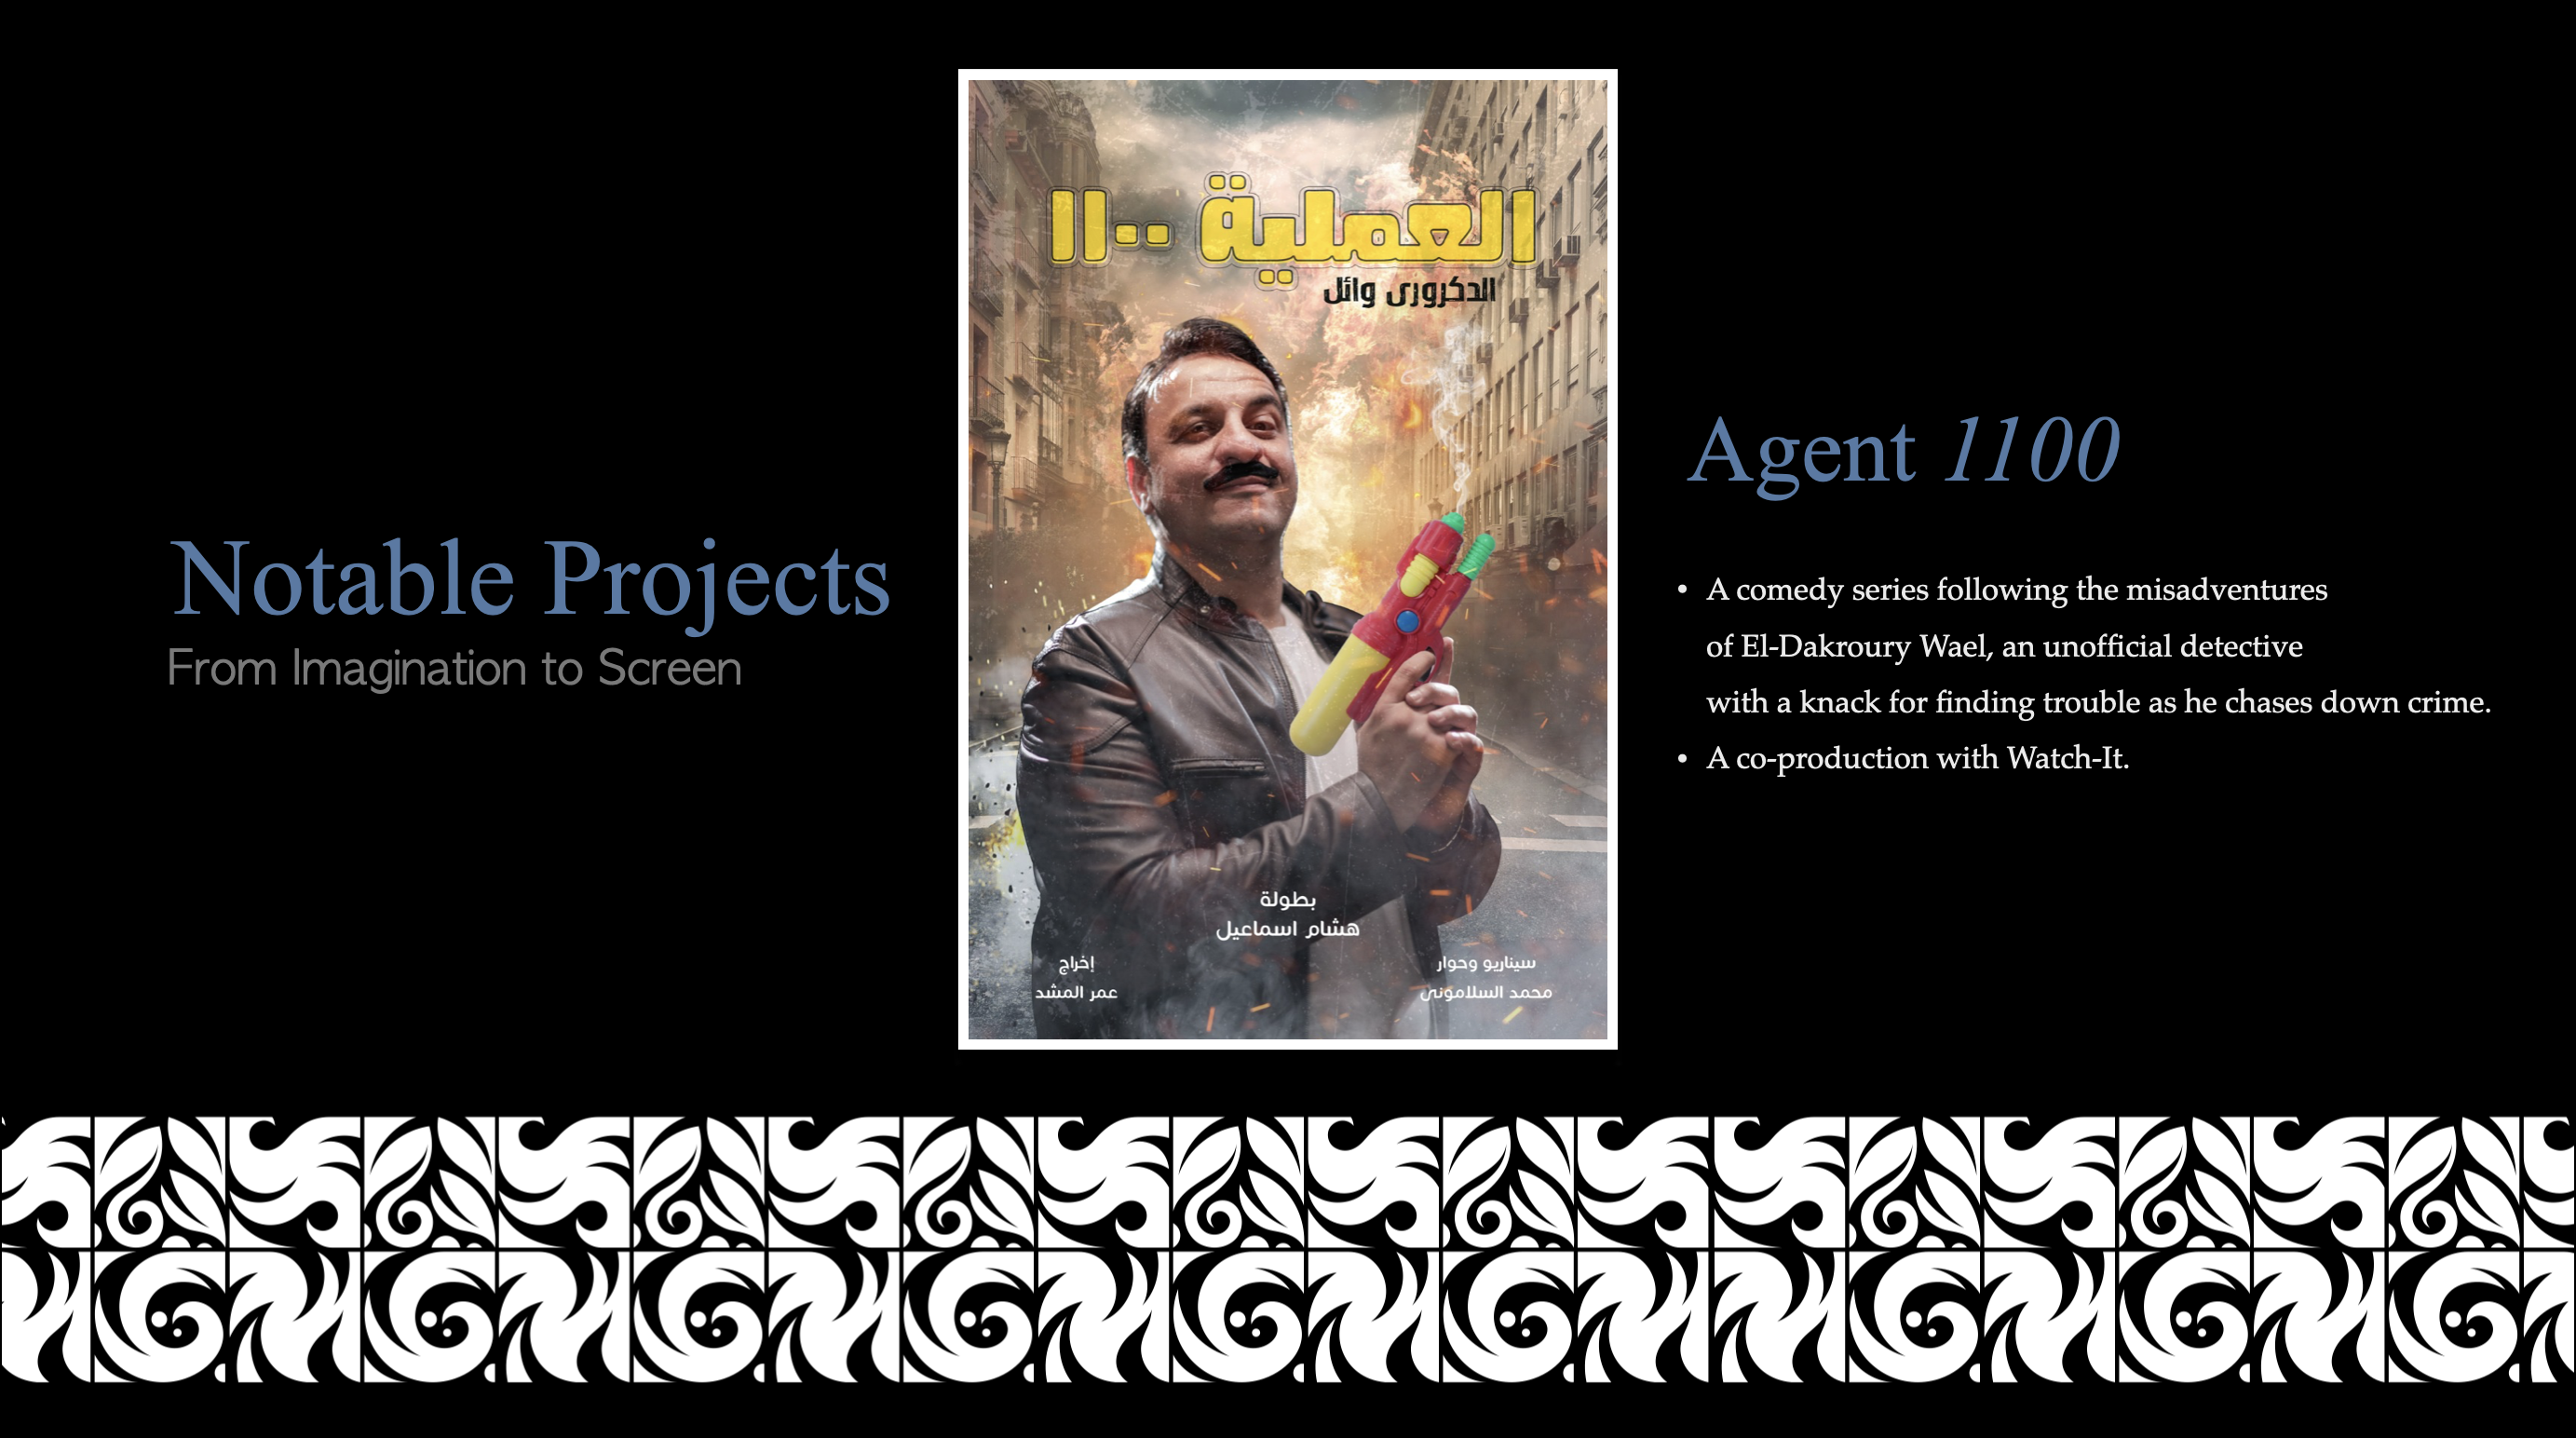 Notable Projects
From Imagination to Screen
العملية ١١٠٠
الدكرورى وائل
بطولة
هشام اسماعيل
سيناريو وحوار
محمد السلامونى
إخراج
عمر المشد
Agent 1100
• A comedy series following the misadventures
of El-Dakroury Wael, an unofficial detective
with a knack for finding trouble as he chases down crime.
• A co-production with Watch-It.